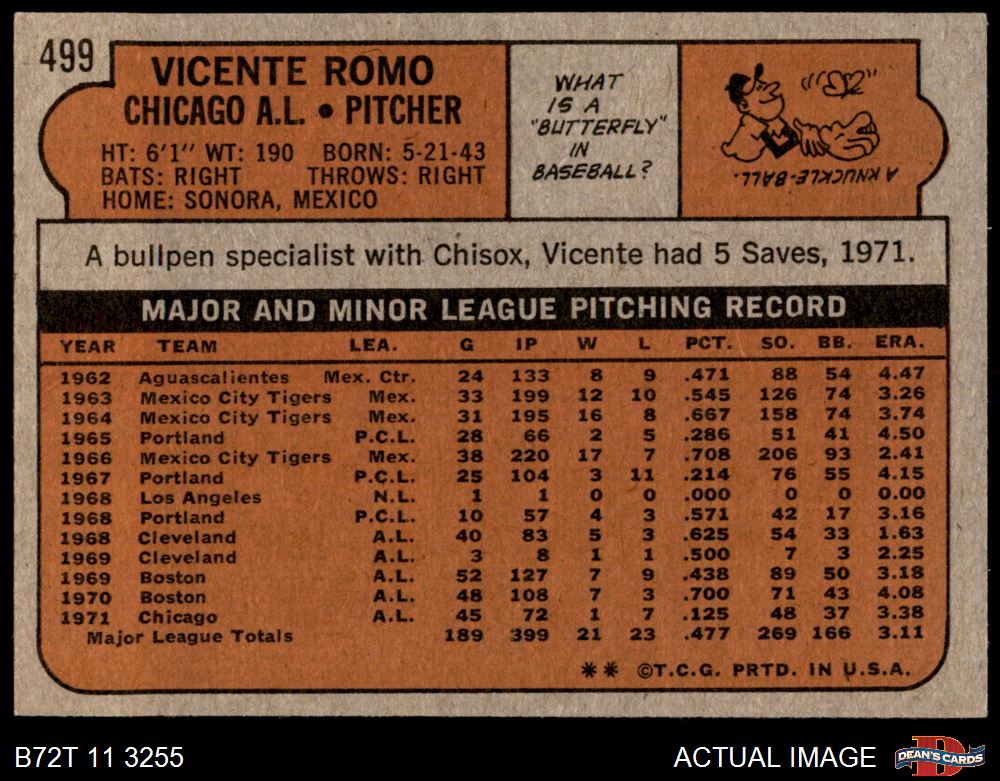 499
VICENTE ROMO
CHICAGO A.L. • PITCHER
HT: 6'1" WT: 190 BORN: 5-21-43
BATS: RIGHT THROWS: RIGHT
HOME: SONORA, MEXICO
WHAT
IS A
"BUTTERFLY"
IN
BASEBALL?
A KNUCKLE-BALL.
A bullpen specialist with Chisox, Vicente had 5 Saves, 1971.
MAJOR AND MINOR LEAGUE PITCHING RECORD
YEAR TEAM LEA. G IP W L PCT. SO. BB. ERA.
1962 Aguascalientes Mex. Ctr. 24 133 8 9 .471 88 54 4.47
1963 Mexico City Tigers Mex. 33 199 12 10 .545 126 74 3.26
1964 Mexico City Tigers Mex. 31 195 16 8 .667 158 74 3.74
1965 Portland P.C.L. 28 66 2 5 .286 51 41 4.50
1966 Mexico City Tigers Mex. 38 220 17 7 .708 206 93 2.41
1967 Portland P.C.L. 25 104 3 11 .214 76 55 4.15
1968 Los Angeles N.L. 1 1 0 0 .000 0 0 0.00
1968 Portland P.C.L. 10 57 4 3 .571 42 17 3.16
1968 Cleveland A.L. 40 83 5 3 .625 54 33 1.63
1969 Cleveland A.L. 3 8 1 1 .500 7 3 2.25
1969 Boston A.L. 52 127 7 9 .438 89 50 3.18
1970 Boston A.L. 48 108 7 3 .700 71 43 4.08
1971 Chicago A.L. 45 72 1 7 .125 48 37 3.38
Major League Totals 189 399 21 23 .477 269 166 3.11
** ©T.C.G. PRTD. IN U.S.A.
B72T 11 3255
ACTUAL IMAGE
DEAN'S CARDS